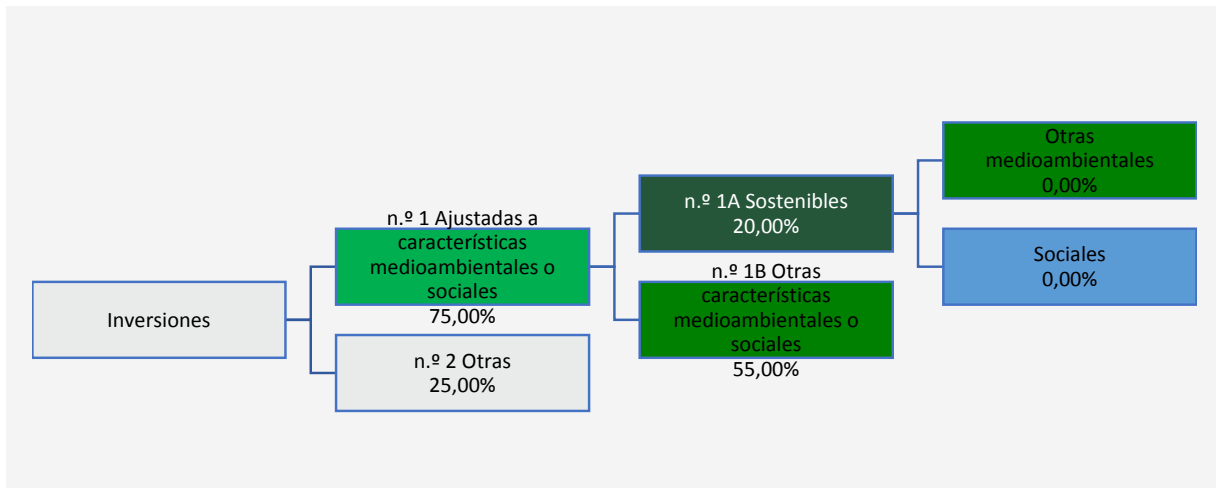 Inversiones
n.º 1 Ajustadas a
características
medioambientales o
sociales
75,00%
n.º 2 Otras
25,00%
n.º 1A Sostenibles
20,00%
n.º 1B Otras
características
medioambientales o
sociales
55,00%
Otras
medioambientales
0,00%
Sociales
0,00%